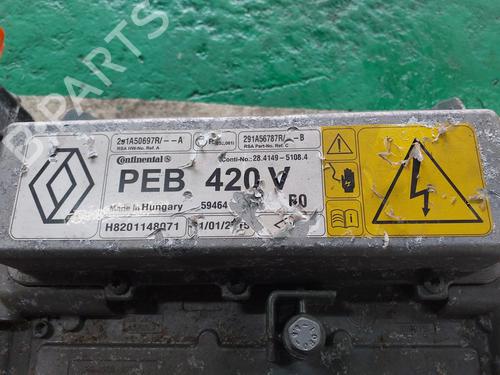 291A50697R/--A
RSA HW-No. Ref. A
291A56787R/--B
RSA Part-No. Ref. C
Continental
Conti-No.: 28.4149-5108.4
PEB 420 V
Made in Hungary
59464
B0
H8201148071
B-PARTS